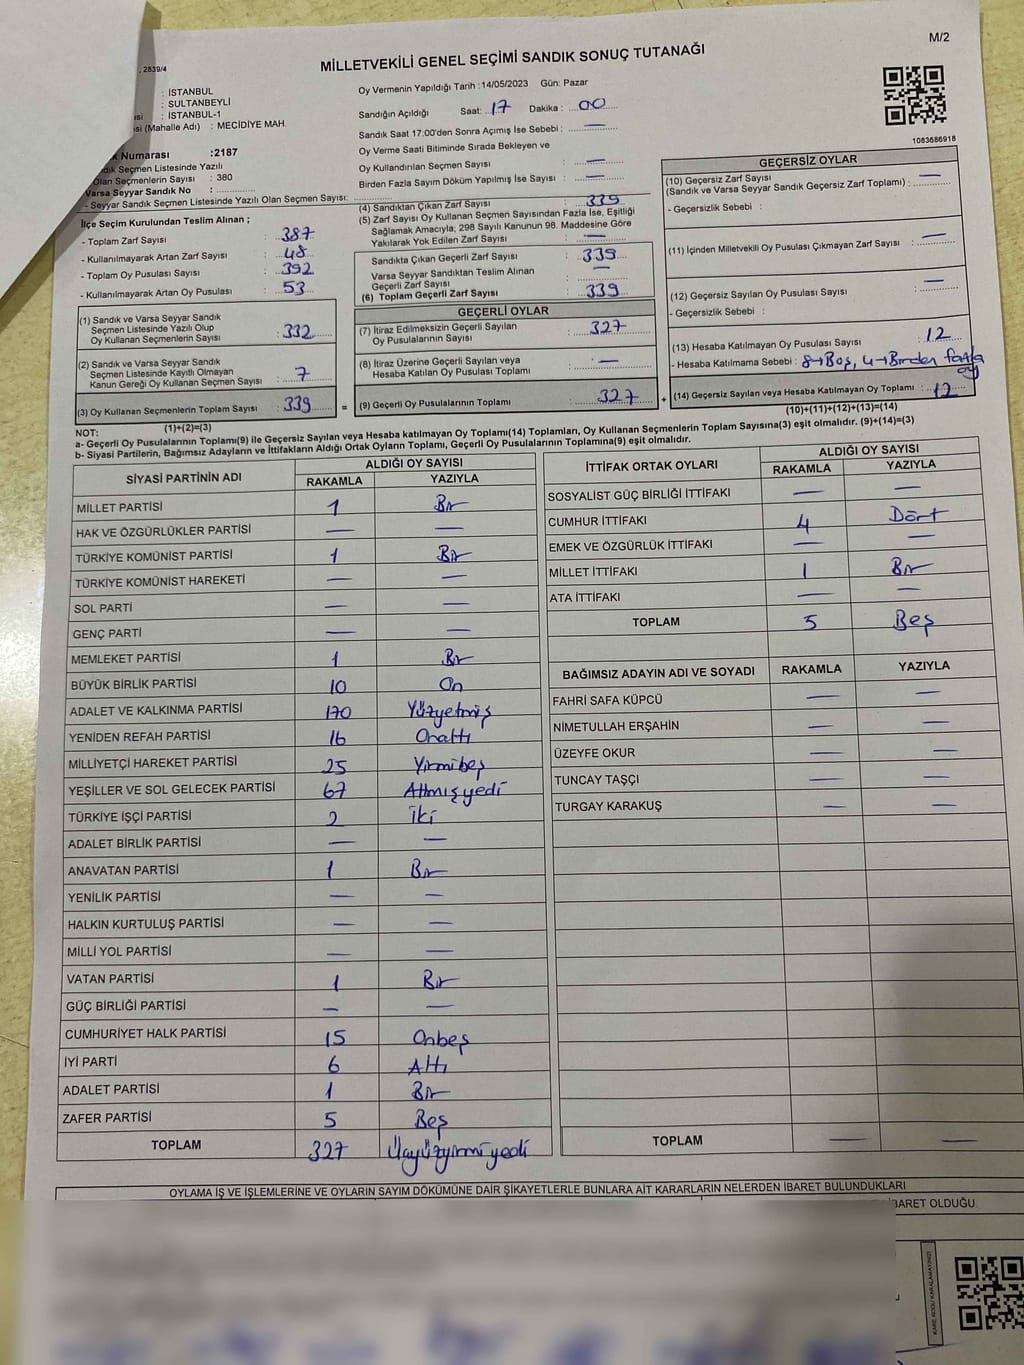 M/2
MİLLETVEKİLİ GENEL SEÇİMİ SANDIK SONUÇ TUTANAĞI
, 2839/4
: İSTANBUL
: SULTANBEYLİ
: İSTANBUL-1
(Mahalle Adı) : MECİDİYE MAH.
Numarası : 2187
Seçmen Listesinde Yazılı
Olan Seçmenlerin Sayısı : 380
Varsa Seyyar Sandık No :
- Seyyar Sandık Seçmen Listesinde Yazılı Olan Seçmen Sayısı:
Oy Vermenin Yapıldığı Tarih : 14/05/2023 Gün: Pazar
Sandığın Açıldığı Saat: 17 Dakika : 00
Sandık Saat 17.00'den Sonra Açımış İse Sebebi : —
Oy Verme Saati Bitiminde Sırada Bekleyen ve
Oy Kullandırılan Seçmen Sayısı : —
Birden Fazla Sayım Döküm Yapılmış İse Sayısı : —
1083686918
İlçe Seçim Kurulundan Teslim Alınan ;
- Toplam Zarf Sayısı : 387
- Kullanılmayarak Artan Zarf Sayısı : 48
- Toplam Oy Pusulası Sayısı : 392
- Kullanılmayarak Artan Oy Pusulası : 53
(1) Sandık ve Varsa Seyyar Sandık
Seçmen Listesinde Yazılı Olup
Oy Kullanan Seçmenlerin Sayısı : 332
(2) Sandık ve Varsa Seyyar Sandık
Seçmen Listesinde Kayıtlı Olmayan
Kanun Gereği Oy Kullanan Seçmen Sayısı : 7
(3) Oy Kullanan Seçmenlerin Toplam Sayısı : 339
(1)+(2)=(3)
(4) Sandıktan Çıkan Zarf Sayısı : 339
(5) Zarf Sayısı Oy Kullanan Seçmen Sayısından Fazla İse, Eşitliği
Sağlamak Amacıyla; 298 Sayılı Kanunun 98. Maddesine Göre
Yakılarak Yok Edilen Zarf Sayısı : —
Sandıkta Çıkan Geçerli Zarf Sayısı : 339
Varsa Seyyar Sandıktan Teslim Alınan
Geçerli Zarf Sayısı : —
(6) Toplam Geçerli Zarf Sayısı : 339
GEÇERLİ OYLAR
(7) İtiraz Edilmeksizin Geçerli Sayılan
Oy Pusulalarının Sayısı : 327
(8) İtiraz Üzerine Geçerli Sayılan veya
Hesaba Katılan Oy Pusulası Toplamı : —
= (9) Geçerli Oy Pusulalarının Toplamı : 327 +
GEÇERSİZ OYLAR
(10) Geçersiz Zarf Sayısı
(Sandık ve Varsa Seyyar Sandık Geçersiz Zarf Toplamı) : —
- Geçersizlik Sebebi :
(11) İçinden Milletvekili Oy Pusulası Çıkmayan Zarf Sayısı : —
(12) Geçersiz Sayılan Oy Pusulası Sayısı : —
- Geçersizlik Sebebi :
(13) Hesaba Katılmayan Oy Pusulası Sayısı : 12
- Hesaba Katılmama Sebebi : 8→Boş, 4→Birden fazla
oy
(14) Geçersiz Sayılan veya Hesaba Katılmayan Oy Toplamı : 12
(10)+(11)+(12)+(13)=(14)
NOT:
a- Geçerli Oy Pusulalarının Toplamı(9) ile Geçersiz Sayılan veya Hesaba katılmayan Oy Toplamı(14) Toplamları, Oy Kullanan Seçmenlerin Toplam Sayısına(3) eşit olmalıdır. (9)+(14)=(3)
b- Siyasi Partilerin, Bağımsız Adayların ve İttifakların Aldığı Ortak Oyların Toplamı, Geçerli Oy Pusulalarının Toplamına(9) eşit olmalıdır.
SİYASİ PARTİNİN ADI ALDIĞI OY SAYISI
RAKAMLA YAZIYLA
MİLLET PARTİSİ 1 Bir
HAK VE ÖZGÜRLÜKLER PARTİSİ — —
TÜRKİYE KOMÜNİST PARTİSİ 1 Bir
TÜRKİYE KOMÜNİST HAREKETİ — —
SOL PARTİ — —
GENÇ PARTİ — —
MEMLEKET PARTİSİ 1 Bir
BÜYÜK BİRLİK PARTİSİ 10 On
ADALET VE KALKINMA PARTİSİ 170 Yüzyetmiş
YENİDEN REFAH PARTİSİ 16 Onaltı
MİLLİYETÇİ HAREKET PARTİSİ 25 Yirmibeş
YEŞİLLER VE SOL GELECEK PARTİSİ 67 Altmışyedi
TÜRKİYE İŞÇİ PARTİSİ 2 İki
ADALET BİRLİK PARTİSİ — —
ANAVATAN PARTİSİ 1 Bir
YENİLİK PARTİSİ — —
HALKIN KURTULUŞ PARTİSİ — —
MİLLİ YOL PARTİSİ — —
VATAN PARTİSİ 1 Bir
GÜÇ BİRLİĞİ PARTİSİ — —
CUMHURİYET HALK PARTİSİ 15 Onbeş
İYİ PARTİ 6 Altı
ADALET PARTİSİ 1 Bir
ZAFER PARTİSİ 5 Beş
TOPLAM 327 Üçyüzyirmiyedi
İTTİFAK ORTAK OYLARI ALDIĞI OY SAYISI
RAKAMLA YAZIYLA
SOSYALİST GÜÇ BİRLİĞİ İTTİFAKI — —
CUMHUR İTTİFAKI 4 Dört
EMEK VE ÖZGÜRLÜK İTTİFAKI — —
MİLLET İTTİFAKI 1 Bir
ATA İTTİFAKI — —
TOPLAM 5 Beş
BAĞIMSIZ ADAYIN ADI VE SOYADI RAKAMLA YAZIYLA
FAHRİ SAFA KÜPCÜ — —
NİMETULLAH ERŞAHİN — —
ÜZEYFE OKUR — —
TUNCAY TAŞÇI — —
TURGAY KARAKUŞ — —
TOPLAM — —
OYLAMA İŞ VE İŞLEMLERİNE VE OYLARIN SAYIM DÖKÜMÜNE DAİR ŞİKAYETLERLE BUNLARA AİT KARARLARIN NELERDEN İBARET BULUNDUKLARI
İBARET OLDUĞU
KARE KODU KARALAMAYINIZ!